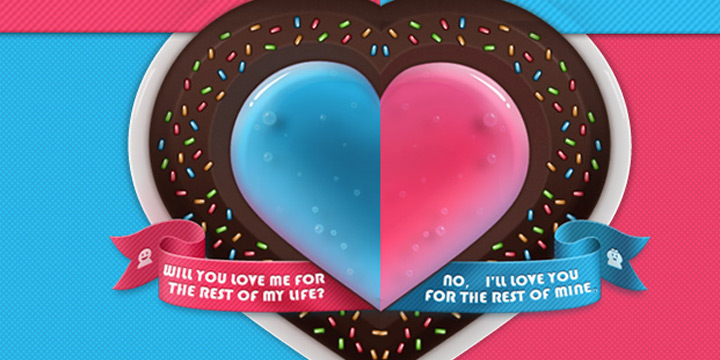 WILL YOU LOVE ME FOR
THE REST OF MY LIFE?
NO, I'LL LOVE YOU
FOR THE REST OF MINE..